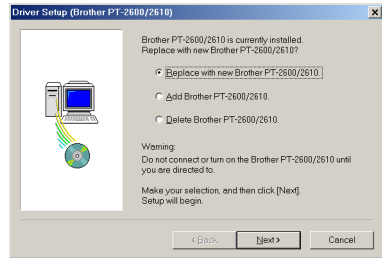 Driver Setup (Brother PT-2600/2610)
Brother PT-2600/2610 is currently installed.
Replace with new Brother PT-2600/2610?
Replace with new Brother PT-2600/2610.
Add Brother PT-2600/2610.
Delete Brother PT-2600/2610.
Warning:
Do not connect or turn on the Brother PT-2600/2610 until
you are directed to.
Make your selection, and then click [Next].
Setup will begin.
< Back
Next >
Cancel